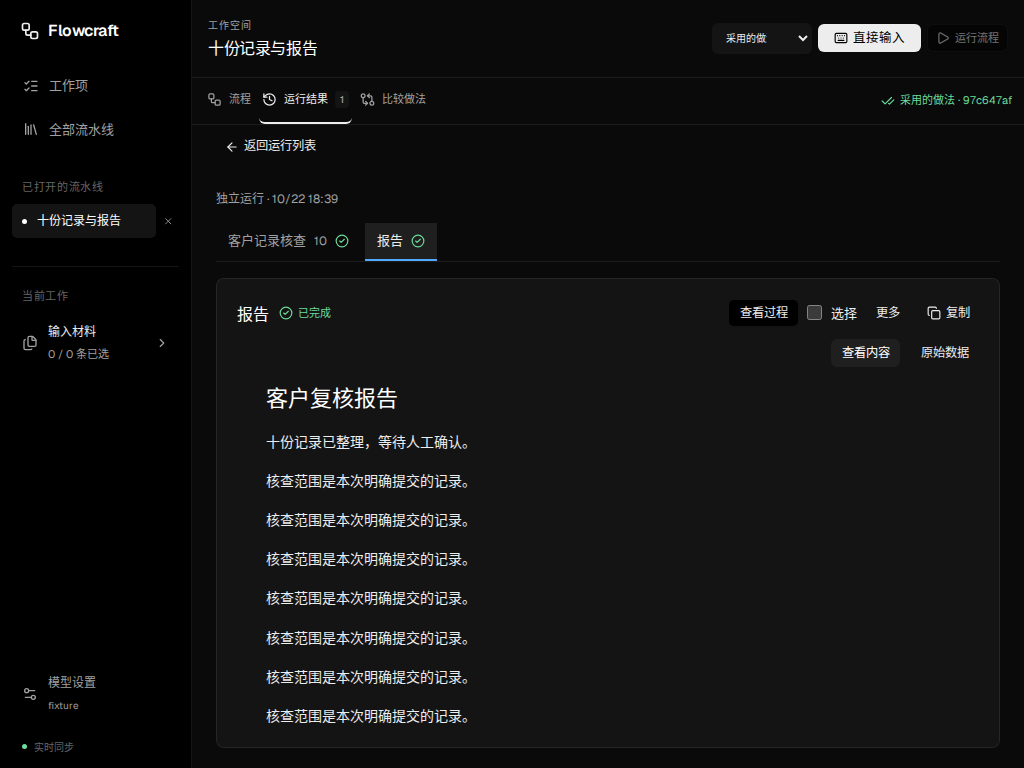 Flowcraft
工作项
全部流水线
已打开的流水线
十份记录与报告
当前工作
输入材料
0 / 0 条已选
模型设置
fixture
实时同步
工作空间
十份记录与报告
采用的做
直接输入
运行流程
流程
运行结果 1
比较做法
采用的做法 · 97c647af
返回运行列表
独立运行 · 10/22 18:39
客户记录核查 10
报告
报告 已完成
查看过程
选择
更多
复制
查看内容
原始数据
客户复核报告
十份记录已整理，等待人工确认。
核查范围是本次明确提交的记录。
核查范围是本次明确提交的记录。
核查范围是本次明确提交的记录。
核查范围是本次明确提交的记录。
核查范围是本次明确提交的记录。
核查范围是本次明确提交的记录。
核查范围是本次明确提交的记录。